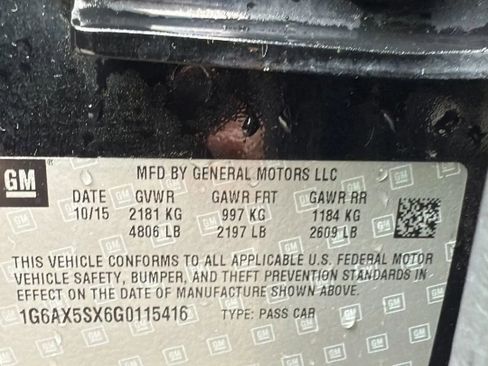 GM
MFD BY GENERAL MOTORS LLC
DATE GVWR GAWR FRT GAWR RR
10/15 2181 KG 997 KG 1184 KG
4806 LB 2197 LB 2609 LB
THIS VEHICLE CONFORMS TO ALL APPLICABLE U.S. FEDERAL MOTOR
VEHICLE SAFETY, BUMPER, AND THEFT PREVENTION STANDARDS IN
EFFECT ON THE DATE OF MANUFACTURE SHOWN ABOVE.
1G6AX5SX6G0115416 TYPE: PASS CAR